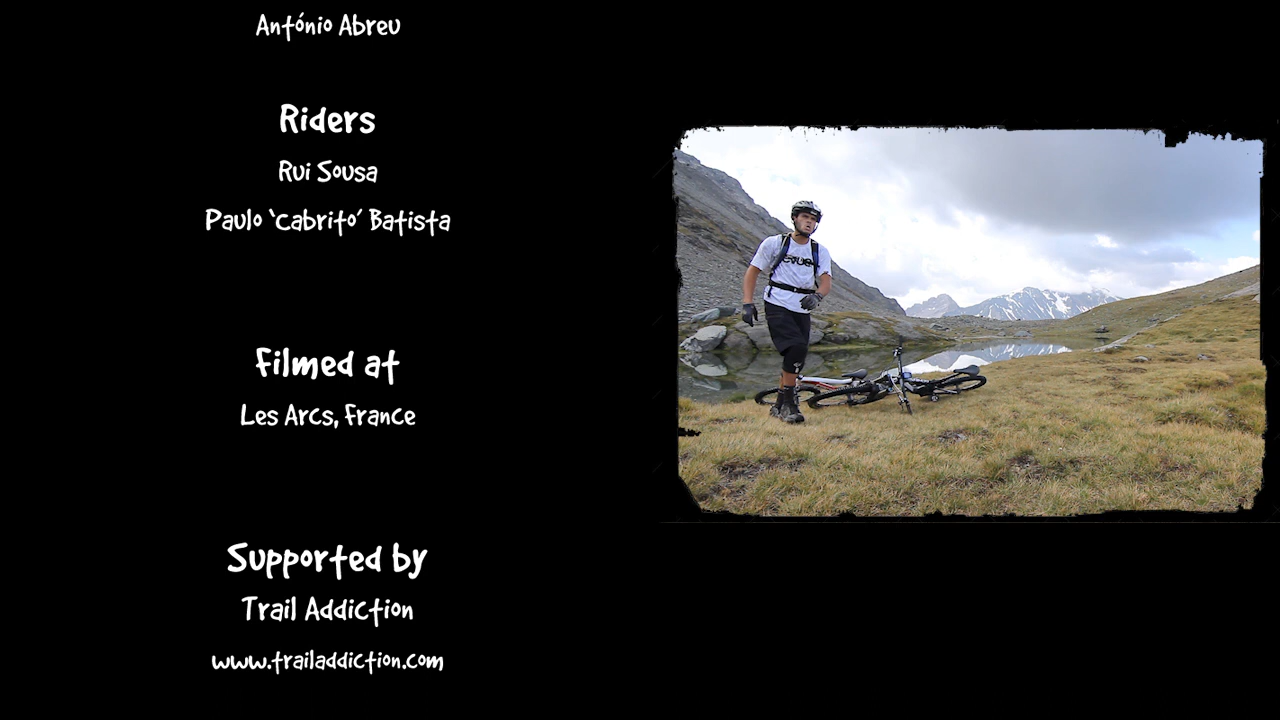 António Abreu
Riders
Rui Sousa
Paulo 'Cabrito' Batista
Filmed at
Les Arcs, France
Supported by
Trail Addiction
www.trailaddiction.com